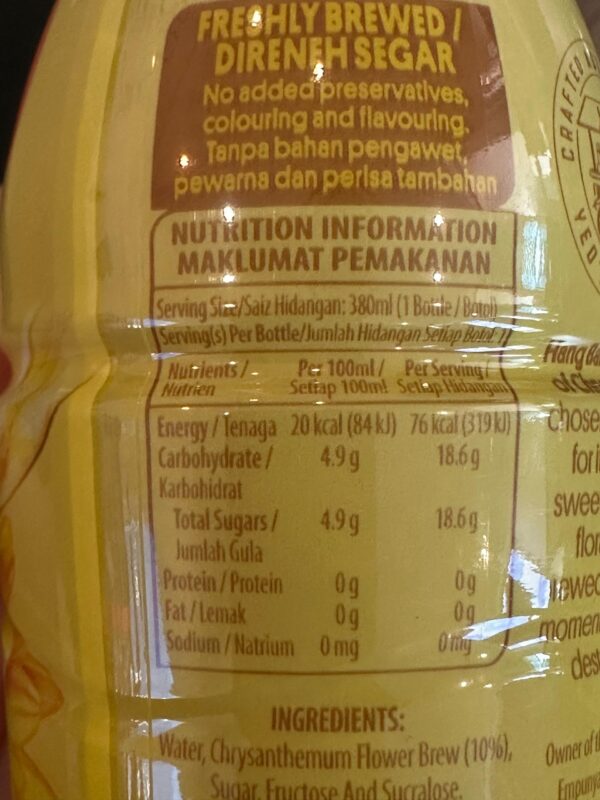 FRESHLY BREWED /
DIRENEH SEGAR
No added preservatives,
colouring and flavouring.
Tanpa bahan pengawet,
pewarna dan perisa tambahan
NUTRITION INFORMATION
MAKLUMAT PEMAKANAN
Serving Size/Saiz Hidangan: 380ml (1 Bottle / Botol)
Serving(s) Per Bottle/Jumlah Hidangan Setiap Botol: 1
Nutrients / Per 100ml / Per Serving /
Nutrien Setiap 100ml Setiap Hidangan
Energy / Tenaga 20 kcal (84 kJ) 76 kcal (319 kJ)
Carbohydrate / 4.9 g 18.6 g
Karbohidrat
Total Sugars / 4.9 g 18.6 g
Jumlah Gula
Protein / Protein 0 g 0 g
Fat / Lemak 0 g 0 g
Sodium / Natrium 0 mg 0 mg
INGREDIENTS:
Water, Chrysanthemum Flower Brew (10%),
Sugar, Fructose And Sucralose.
CRAFTED
chose
for i
swee
flor
momen
dest
Owner of t
Empunya